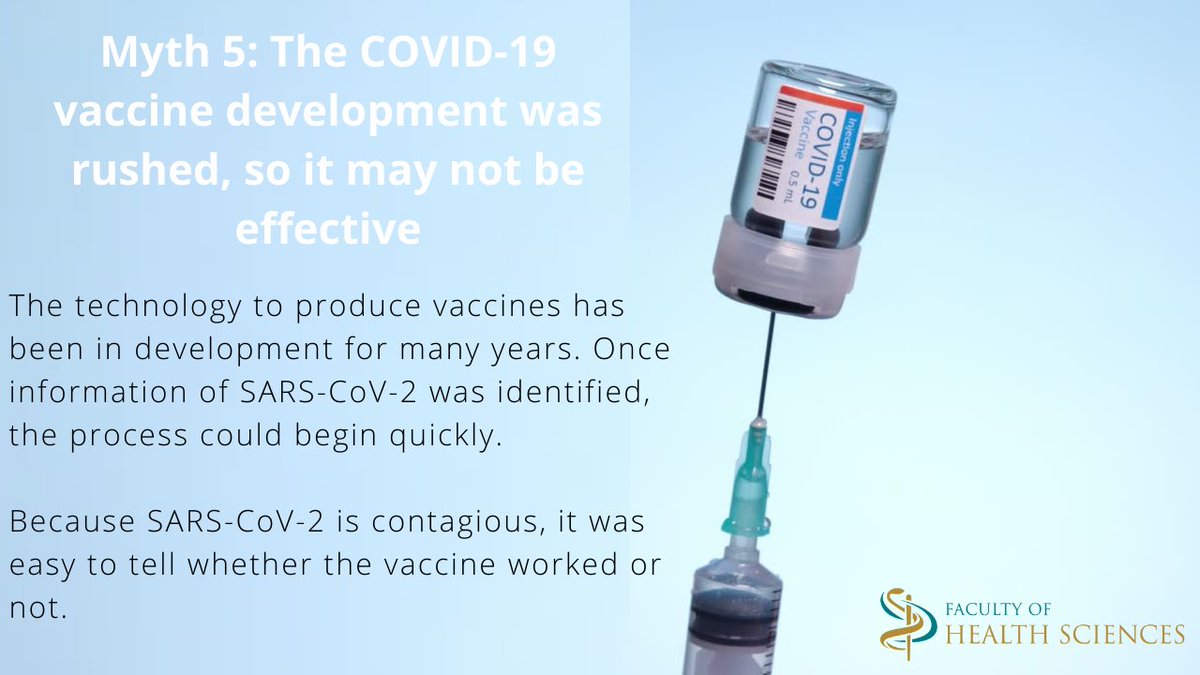 Myth 5: The COVID-19
vaccine development was
rushed, so it may not be
effective
The technology to produce vaccines has
been in development for many years. Once
information of SARS-CoV-2 was identified,
the process could begin quickly.
Because SARS-CoV-2 is contagious, it was
easy to tell whether the vaccine worked or
not.
Injection only
COVID-19
Vaccine 0.5 mL
FACULTY OF
HEALTH SCIENCES